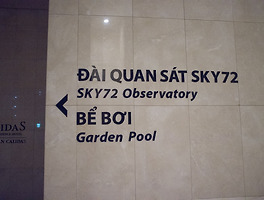 ĐÀI QUAN SÁT SKY72
SKY72 Observatory
BỂ BƠI
Garden Pool